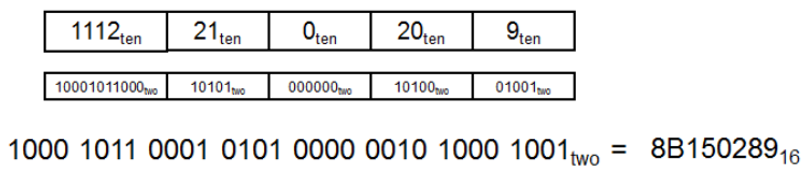 1112ten 21ten 0ten 20ten 9ten
10001011000two 10101two 000000two 10100two 01001two
1000 1011 0001 0101 0000 0010 1000 1001two = 8B15028916